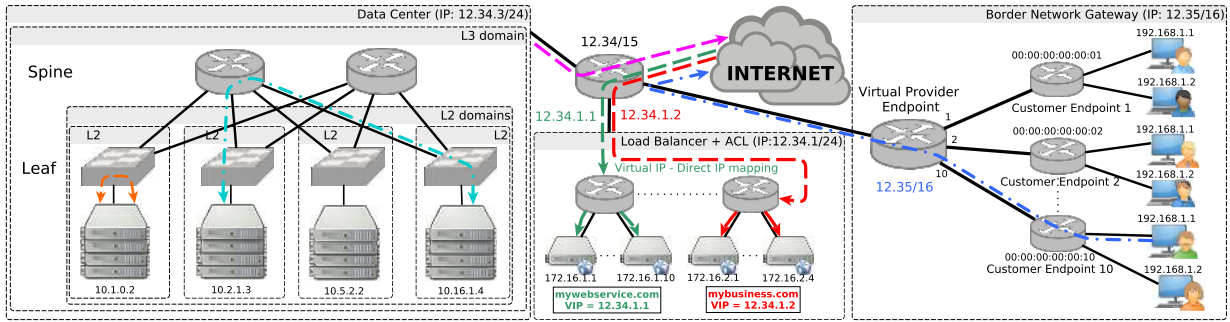 Data Center (IP: 12.34.3/24)
L3 domain
Spine
L2 domains
L2
L2
L2
L2
Leaf
10.1.0.2
10.2.1.3
10.5.2.2
10.16.1.4
12.34/15
INTERNET
12.34.1.1
12.34.1.2
Load Balancer + ACL (IP:12.34.1/24)
Virtual IP - Direct IP mapping
172.16.1.1
172.16.1.10
172.16.2.1
172.16.2.4
mywebservice.com
VIP = 12.34.1.1
mybusiness.com
VIP = 12.34.1.2
Border Network Gateway (IP: 12.35/16)
Virtual Provider
Endpoint
1
2
10
12.35/16
00:00:00:00:00:01
Customer Endpoint 1
192.168.1.1
192.168.1.2
00:00:00:00:00:02
Customer Endpoint 2
192.168.1.1
192.168.1.2
00:00:00:00:00:10
Customer Endpoint 10
192.168.1.1
192.168.1.2